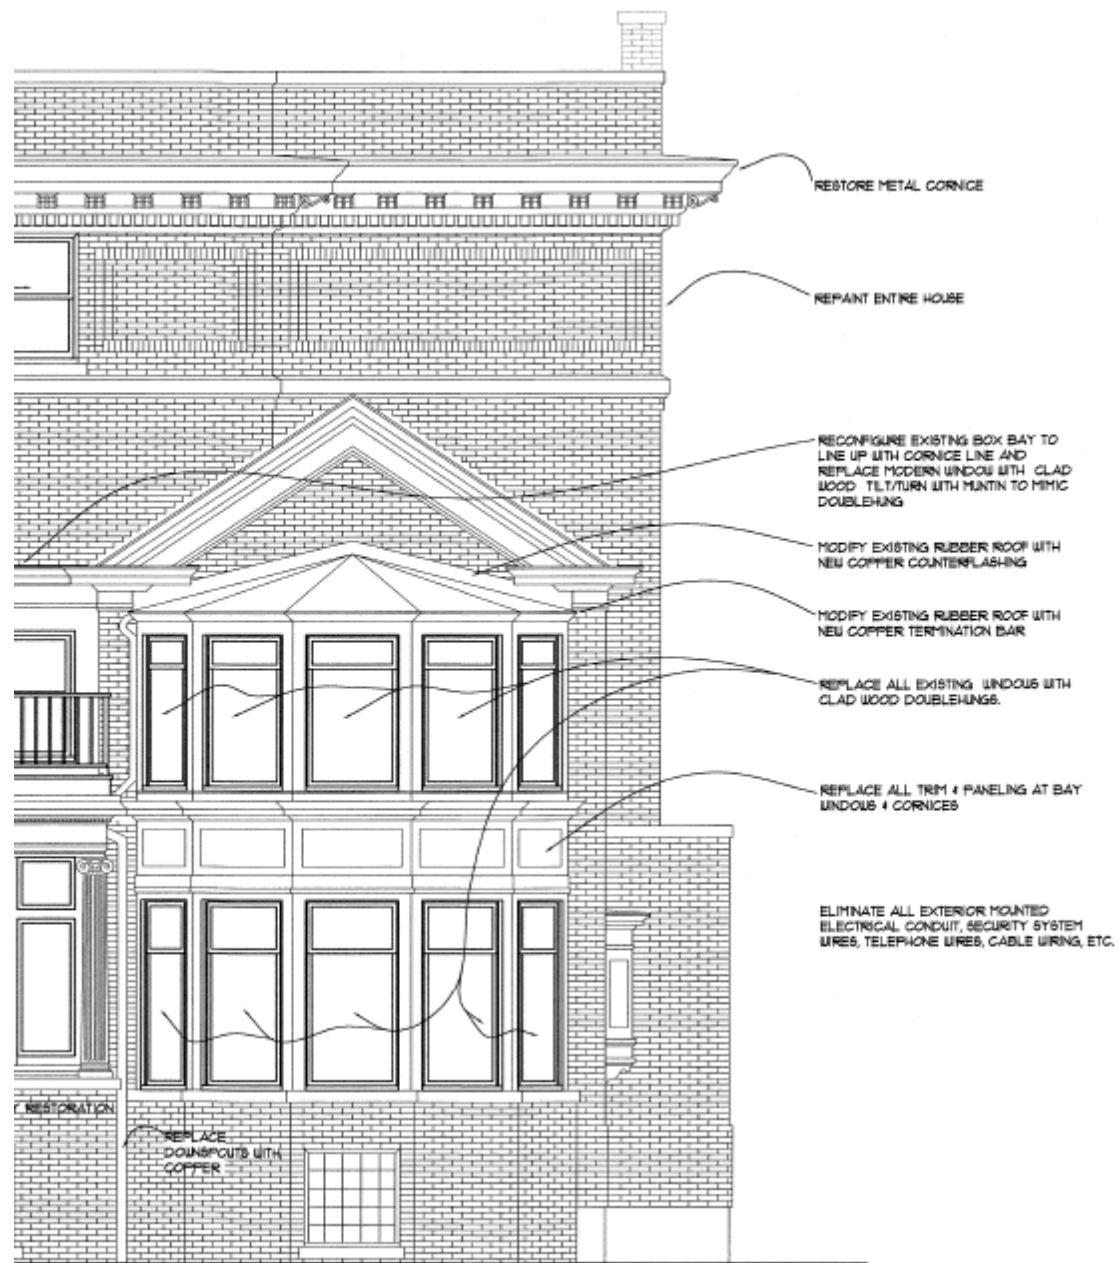 RESTORE METAL CORNICE
REPAINT ENTIRE HOUSE
RECONFIGURE EXISTING BOX BAY TO
LINE UP WITH CORNICE LINE AND
REPLACE MODERN WINDOW WITH CLAD
WOOD TILT/TURN WITH MUNTIN TO MIMIC
DOUBLEHUNG
MODIFY EXISTING RUBBER ROOF WITH
NEW COPPER COUNTERFLASHING
MODIFY EXISTING RUBBER ROOF WITH
NEW COPPER TERMINATION BAR
REPLACE ALL EXISTING WINDOWS WITH
CLAD WOOD DOUBLEHUNGS.
REPLACE ALL TRIM & PANELING AT BAY
WINDOWS & CORNICES
ELIMINATE ALL EXTERIOR MOUNTED
ELECTRICAL CONDUIT, SECURITY SYSTEM
WIRES, TELEPHONE WIRES, CABLE WIRING, ETC.
Y RESTORATION
REPLACE
DOWNSPOUTS WITH
COPPER